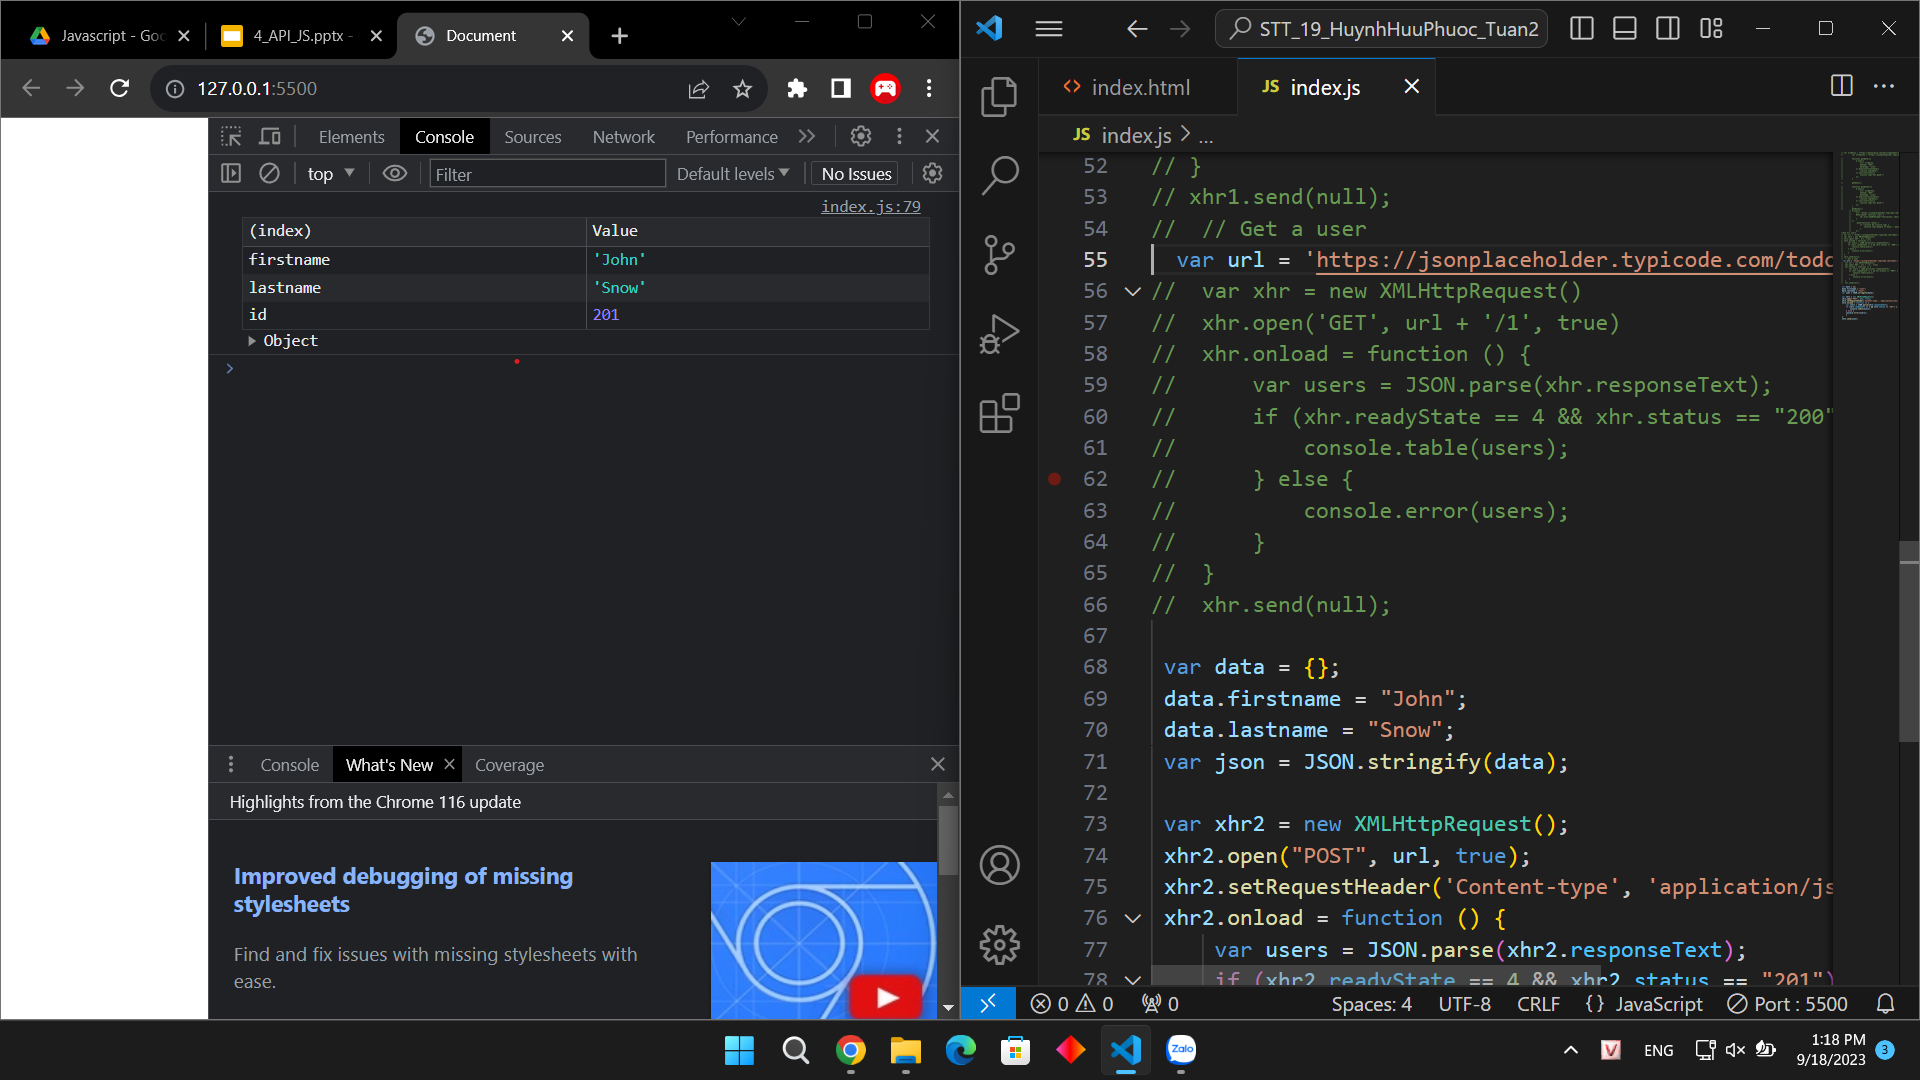 Javascript - Goo
4_API_JS.pptx -
Document
127.0.0.1:5500
Elements
Console
Sources
Network
Performance
top
Filter
Default levels
No Issues
index.js:79
(index) Value
firstname 'John'
lastname 'Snow'
id 201
Object
Console
What's New
Coverage
Highlights from the Chrome 116 update
Improved debugging of missing
stylesheets
Find and fix issues with missing stylesheets with
ease.
STT_19_HuynhHuuPhuoc_Tuan2
index.html
JS index.js
JS index.js > ...
52 // }
53 // xhr1.send(null);
54 //  // Get a user
55 var url = 'https://jsonplaceholder.typicode.com/todo
56 //  var xhr = new XMLHttpRequest()
57 //  xhr.open('GET', url + '/1', true)
58 //  xhr.onload = function () {
59 //      var users = JSON.parse(xhr.responseText);
60 //      if (xhr.readyState == 4 && xhr.status == "200"
61 //          console.table(users);
62 //      } else {
63 //          console.error(users);
64 //      }
65 //  }
66 //  xhr.send(null);
67
68 var data = {};
69 data.firstname = "John";
70 data.lastname = "Snow";
71 var json = JSON.stringify(data);
72
73 var xhr2 = new XMLHttpRequest();
74 xhr2.open("POST", url, true);
75 xhr2.setRequestHeader('Content-type', 'application/js
76 xhr2.onload = function () {
77 var users = JSON.parse(xhr2.responseText);
78 if (xhr2.readyState == 4 && xhr2.status == "201")
0 0 0
Spaces: 4
UTF-8
CRLF
{ } JavaScript
Port : 5500
Zalo
V
ENG
1:18 PM
9/18/2023
3